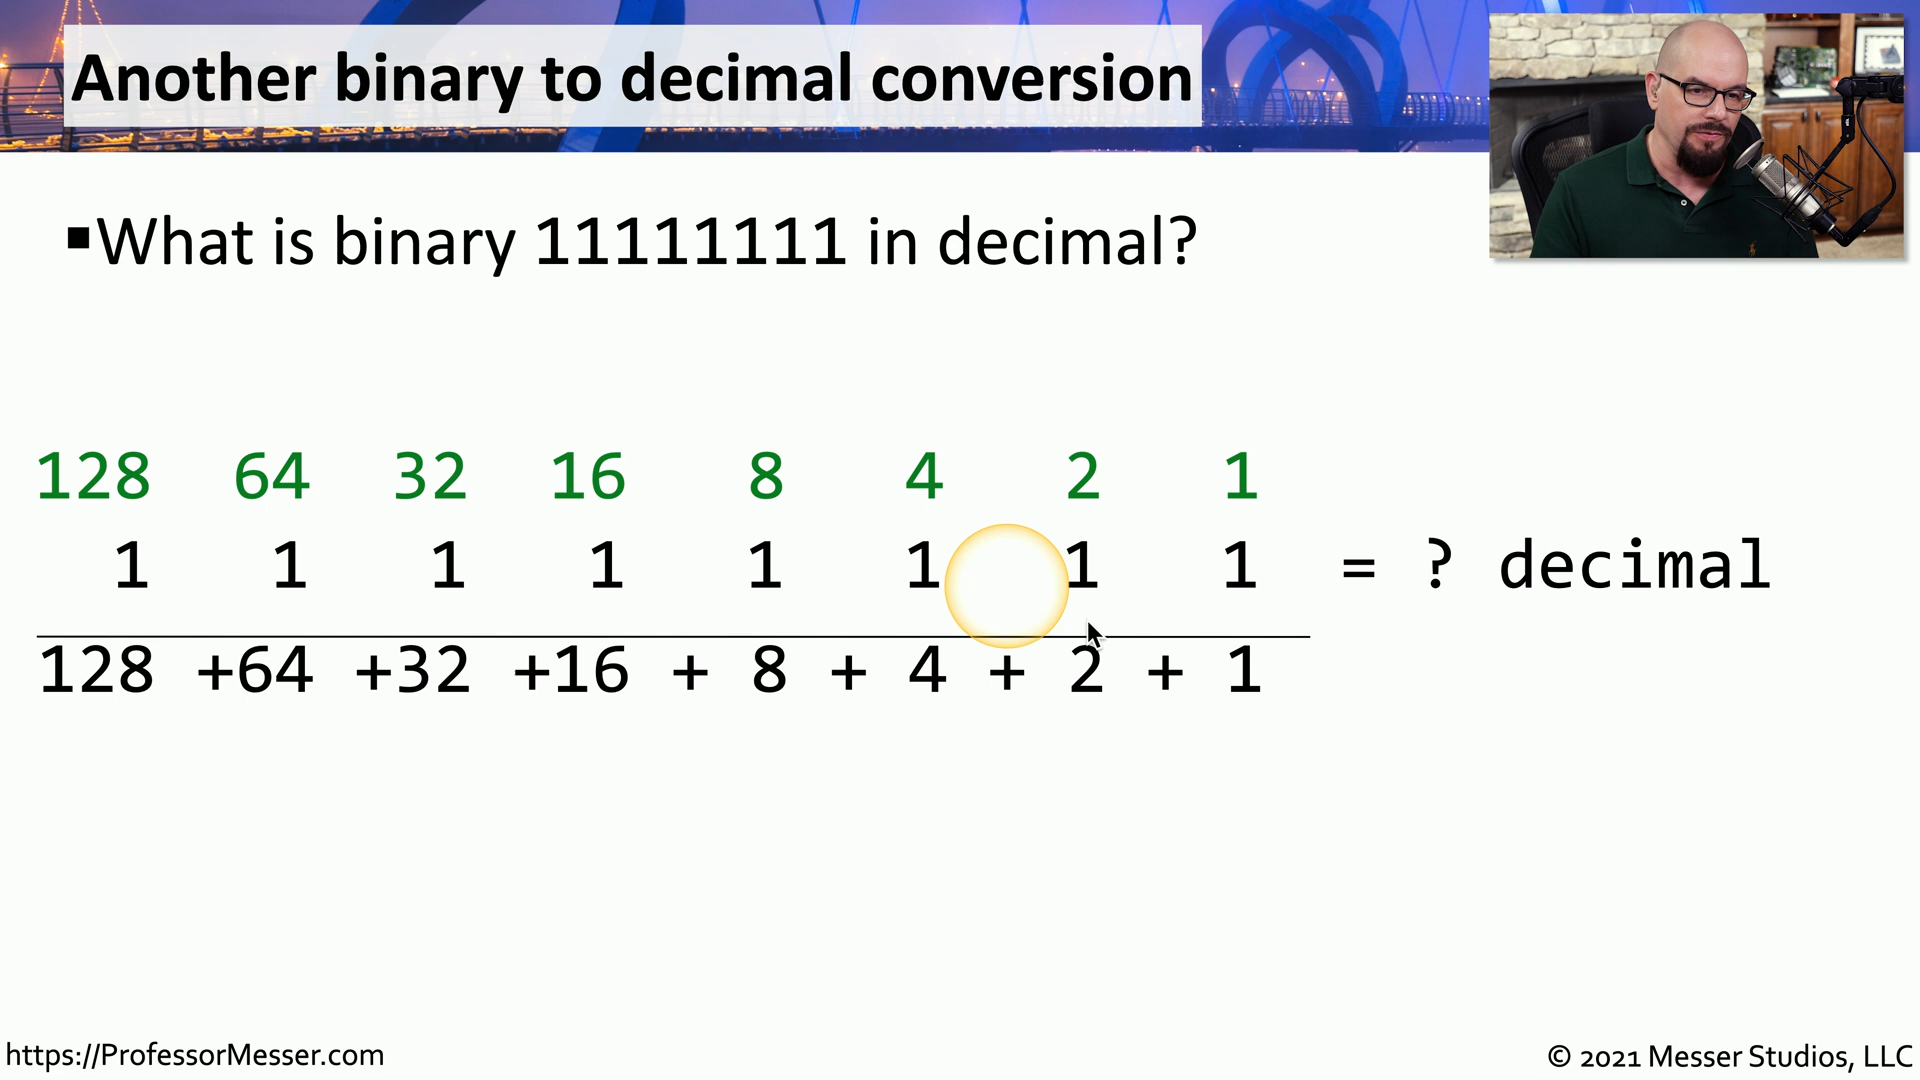 Another binary to decimal conversion
▪What is binary 11111111 in decimal?
128 64 32 16 8 4 2 1
1 1 1 1 1 1 1 1 = ? decimal
128 +64 +32 +16 + 8 + 4 + 2 + 1
https://ProfessorMesser.com
© 2021 Messer Studios, LLC